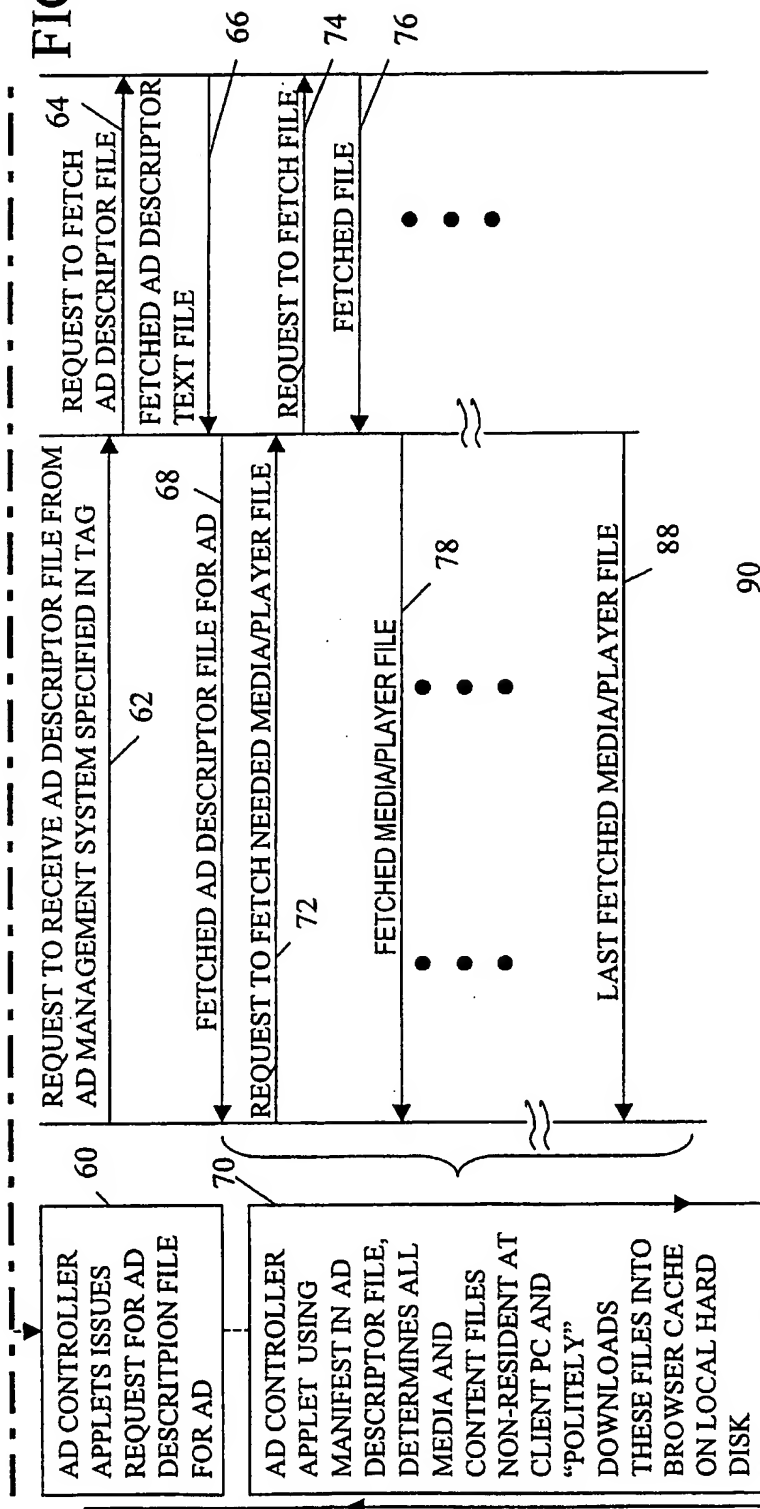 FIG
AD CONTROLLER
APPLETS ISSUES
REQUEST FOR AD
DESCRITPION FILE
FOR AD
60
REQUEST TO RECEIVE AD DESCRIPTOR FILE FROM
AD MANAGEMENT SYSTEM SPECIFIED IN TAG
62
REQUEST TO FETCH
AD DESCRIPTOR FILE
64
FETCHED AD DESCRIPTOR
TEXT FILE
66
FETCHED AD DESCRIPTOR FILE FOR AD
68
AD CONTROLLER
APPLET USING
MANIFEST IN AD
DESCRIPTOR FILE,
DETERMINES ALL
MEDIA AND
CONTENT FILES
NON-RESIDENT AT
CLIENT PC AND
"POLITELY"
DOWNLOADS
THESE FILES INTO
BROWSER CACHE
ON LOCAL HARD
DISK
70
REQUEST TO FETCH NEEDED MEDIA/PLAYER FILE
72
REQUEST TO FETCH FILE
74
FETCHED FILE
76
FETCHED MEDIA/PLAYER FILE
78
LAST FETCHED MEDIA/PLAYER FILE
88
90